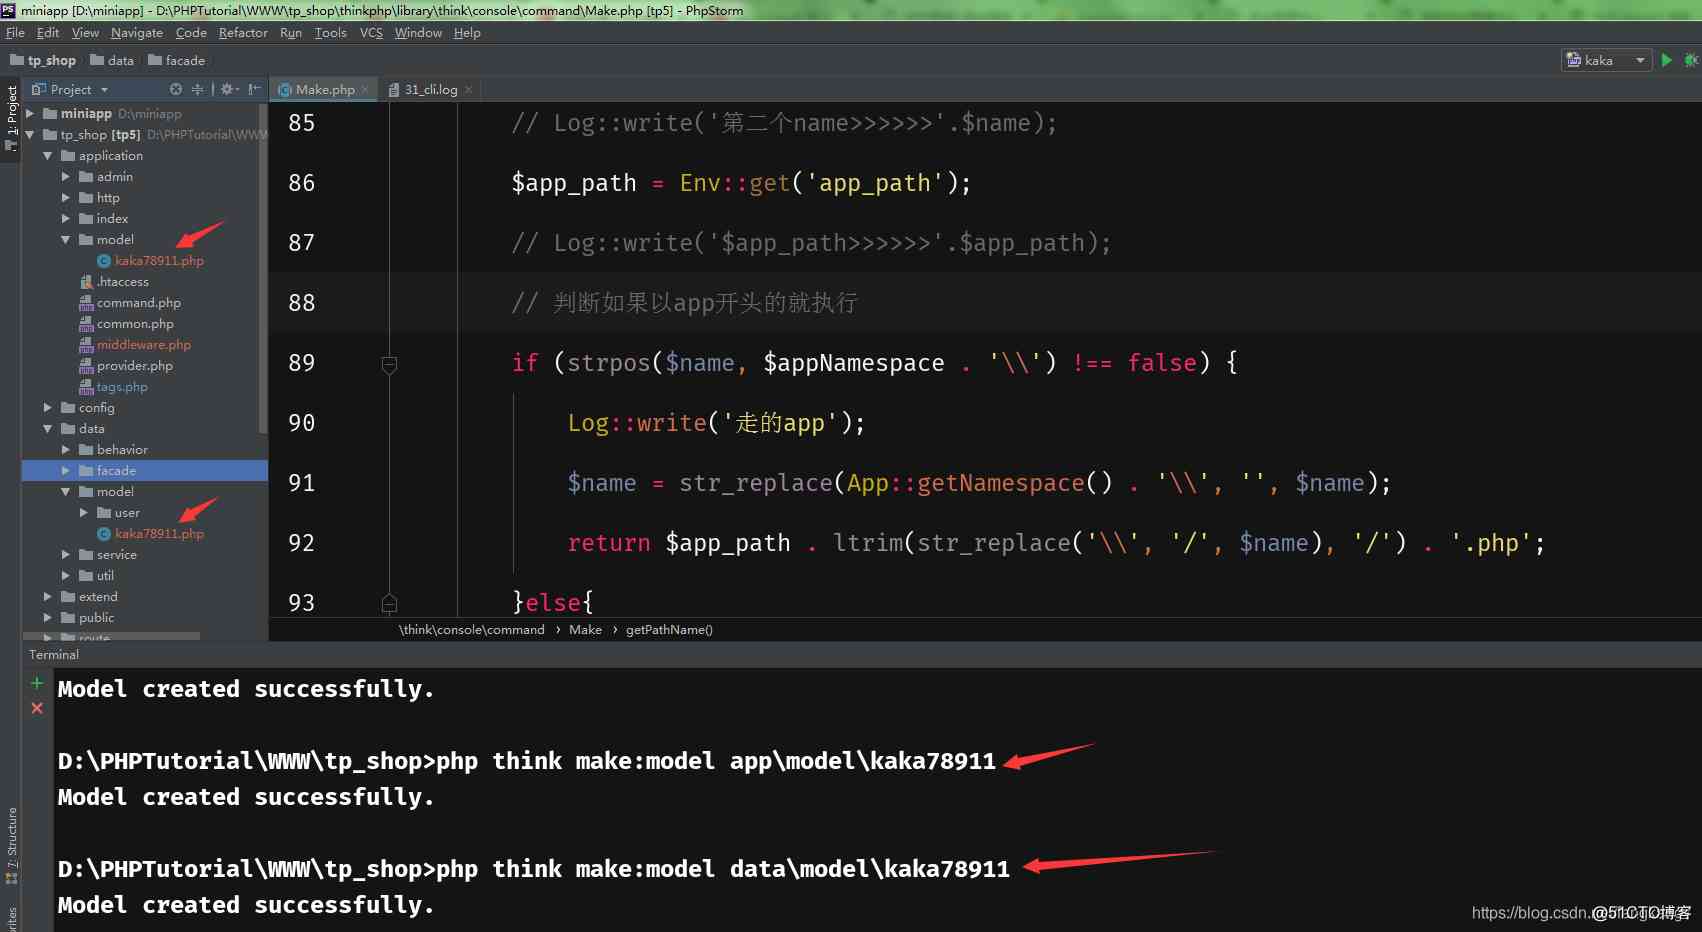 miniapp [D:\miniapp] - D:\PHPTutorial\WWW\tp_shop\thinkphp\library\think\console\command\Make.php [tp5] - PhpStorm
File Edit View Navigate Code Refactor Run Tools VCS Window Help
tp_shop data facade
kaka
1: Project
Project
Make.php
31_cli.log
miniapp D:\miniapp
tp_shop [tp5] D:\PHPTutorial\WWW
application
admin
http
index
model
kaka78911.php
.htaccess
command.php
common.php
middleware.php
provider.php
tags.php
config
data
behavior
facade
model
user
kaka78911.php
service
util
extend
public
route
85 // Log::write('第二个name>>>>>>'.$name);
86 $app_path = Env::get('app_path');
87 // Log::write('$app_path>>>>>>'.$app_path);
88 // 判断如果以app开头的就执行
89 if (strpos($name, $appNamespace . '\\') !== false) {
90 Log::write('走的app');
91 $name = str_replace(App::getNamespace() . '\\', '', $name);
92 return $app_path . ltrim(str_replace('\\', '/', $name), '/') . '.php';
93 }else{
\think\console\command › Make › getPathName()
Terminal
Model created successfully.
D:\PHPTutorial\WWW\tp_shop>php think make:model app\model\kaka78911
Model created successfully.
D:\PHPTutorial\WWW\tp_shop>php think make:model data\model\kaka78911
Model created successfully.
7: Structure
https://blog.csdn.
@51CTO博客